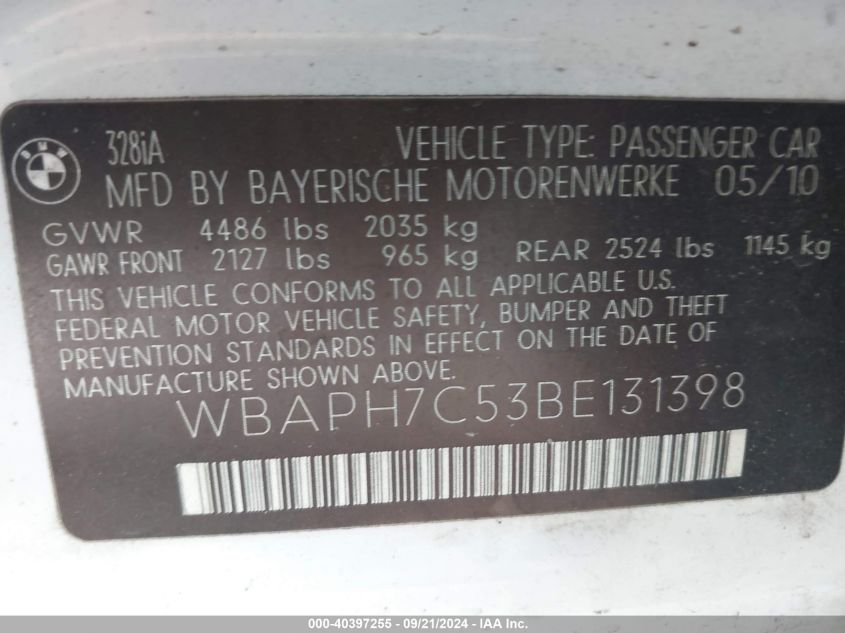 BMW
328iA VEHICLE TYPE: PASSENGER CAR
MFD BY BAYERISCHE MOTORENWERKE 05/10
GVWR 4486 lbs 2035 kg
GAWR FRONT 2127 lbs 965 kg REAR 2524 lbs 1145 kg
THIS VEHICLE CONFORMS TO ALL APPLICABLE U.S.
FEDERAL MOTOR VEHICLE SAFETY, BUMPER AND THEFT
PREVENTION STANDARDS IN EFFECT ON THE DATE OF
MANUFACTURE SHOWN ABOVE.
WBAPH7C53BE131398
000-40397255 - 09/21/2024 - IAA Inc.